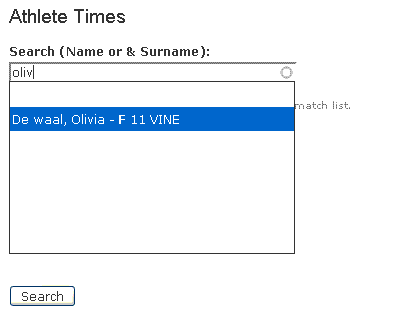 Athlete Times
Search (Name or & Surname):
oliv
match list.
De waal, Olivia - F 11 VINE
Search